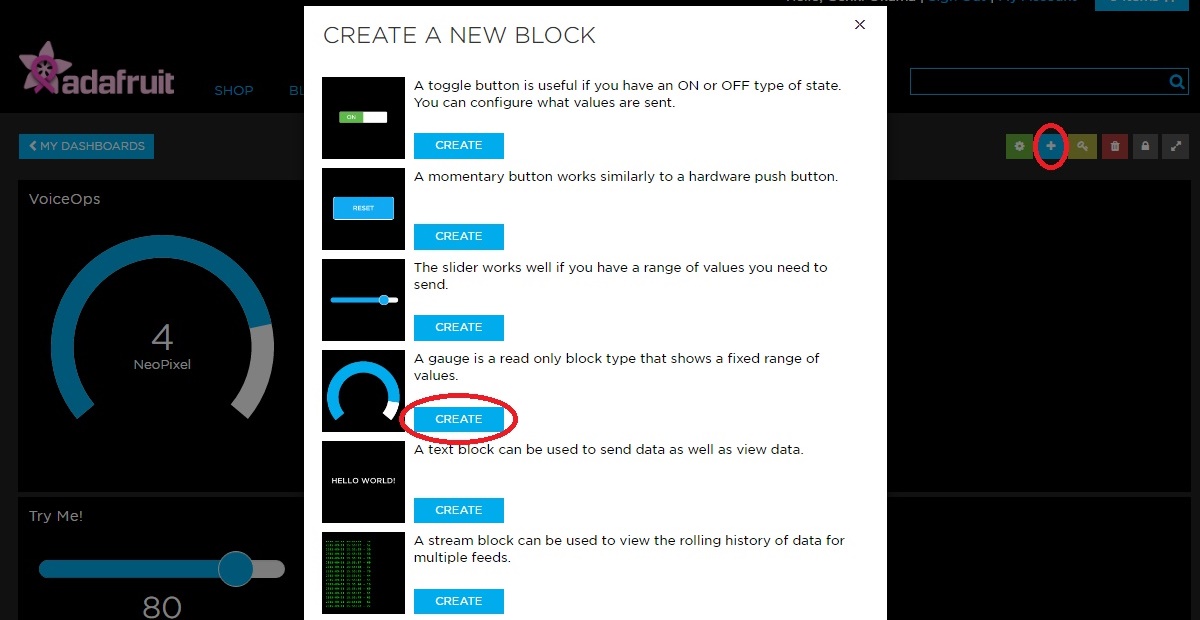 CREATE A NEW BLOCK
adafruit
SHOP
MY DASHBOARDS
VoiceOps
4
NeoPixel
Try Me!
80
ON
A toggle button is useful if you have an ON or OFF type of state.
You can configure what values are sent.
CREATE
RESET
A momentary button works similarly to a hardware push button.
CREATE
The slider works well if you have a range of values you need to
send.
CREATE
A gauge is a read only block type that shows a fixed range of
values.
CREATE
HELLO WORLD!
A text block can be used to send data as well as view data.
CREATE
A stream block can be used to view the rolling history of data for
multiple feeds.
CREATE